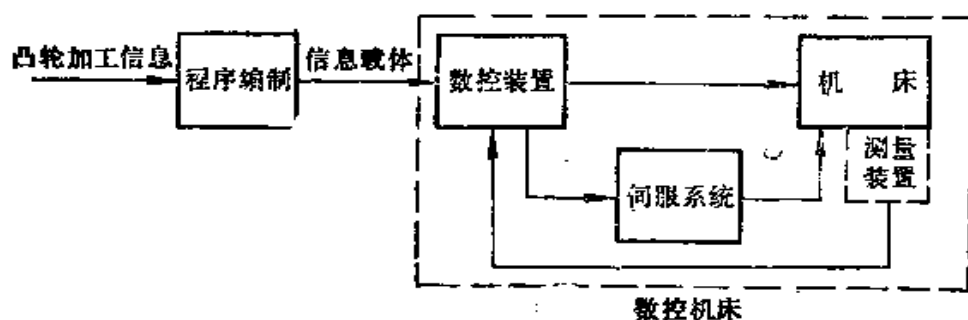 凸轮加工信息
程序编制
信息载体
数控装置
机 床
测量
装置
伺服系统
数控机床